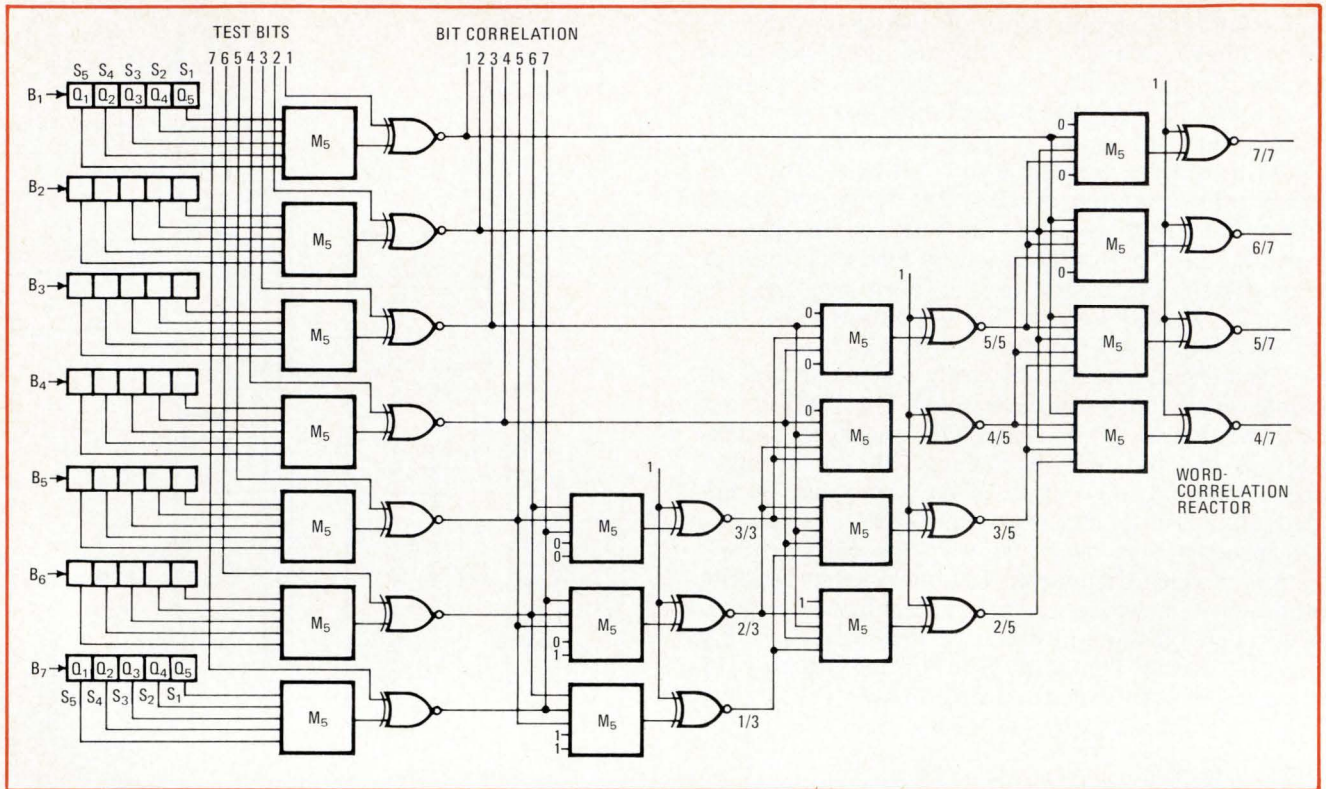 TEST BITS
7 6 5 4 3 2 1
BIT CORRELATION
1 2 3 4 5 6 7
S5 S4 S3 S2 S1
B1 Q1 Q2 Q3 Q4 Q5
M5
1
0
M5
0
7/7
B2
M5
M5
0
6/7
B3
M5
1
0
M5
0
5/5
M5
5/7
B4
M5
0
M5
4/5
M5
4/7
WORD-
CORRELATION
REACTOR
B5
M5
1
M5
0
0
3/3
M5
3/5
B6
M5
M5
0
1
2/3
1
M5
2/5
B7 Q1 Q2 Q3 Q4 Q5
S5 S4 S3 S2 S1
M5
M5
1
1
1/3